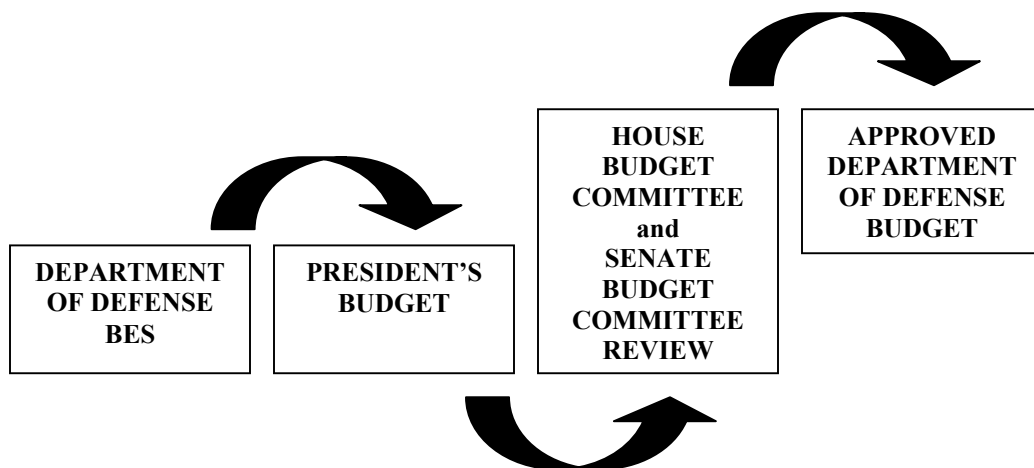 DEPARTMENT
OF DEFENSE
BES
PRESIDENT’S
BUDGET
HOUSE
BUDGET
COMMITTEE
and
SENATE
BUDGET
COMMITTEE
REVIEW
APPROVED
DEPARTMENT
OF DEFENSE
BUDGET